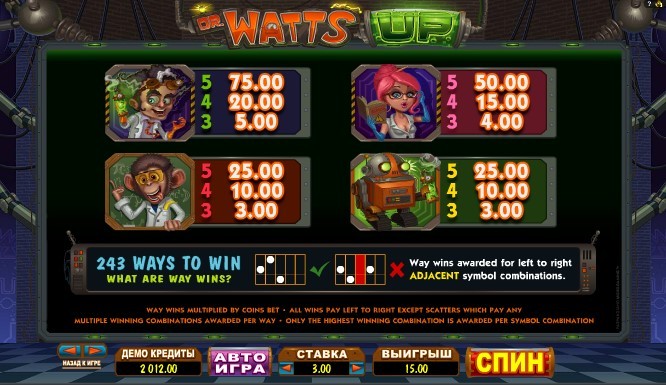 DR. WATTS UP
5 75.00
4 20.00
3 5.00
5 50.00
4 15.00
3 4.00
5 25.00
4 10.00
3 3.00
5 25.00
4 10.00
3 3.00
243 WAYS TO WIN
WHAT ARE WAY WINS?
Way wins awarded for left to right
ADJACENT symbol combinations.
WAY WINS MULTIPLIED BY COINS BET • ALL WINS PAY LEFT TO RIGHT EXCEPT SCATTERS WHICH PAY ANY
MULTIPLE WINNING COMBINATIONS AWARDED PER WAY • ONLY THE HIGHEST WINNING COMBINATION IS AWARDED PER SYMBOL COMBINATION
НАЗАД К ИГРЕ
ДЕМО КРЕДИТЫ
2 012.00
АВТО
ИГРА
СТАВКА
3.00
ВЫИГРЫШ
15.00
СПИН